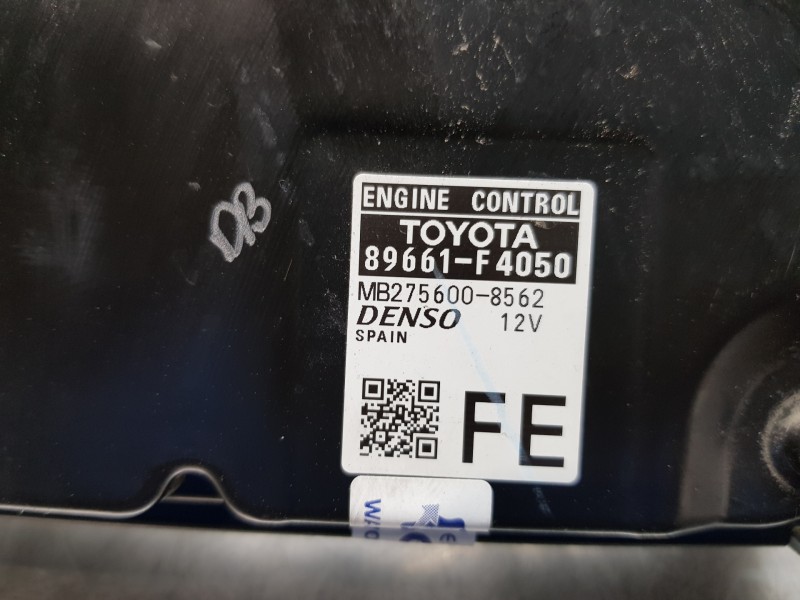 ENGINE CONTROL
TOYOTA
89661-F4050
MB275600-8562
DENSO 12V
SPAIN
FE